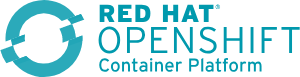 RED HAT®
OPENSHIFT
Container Platform